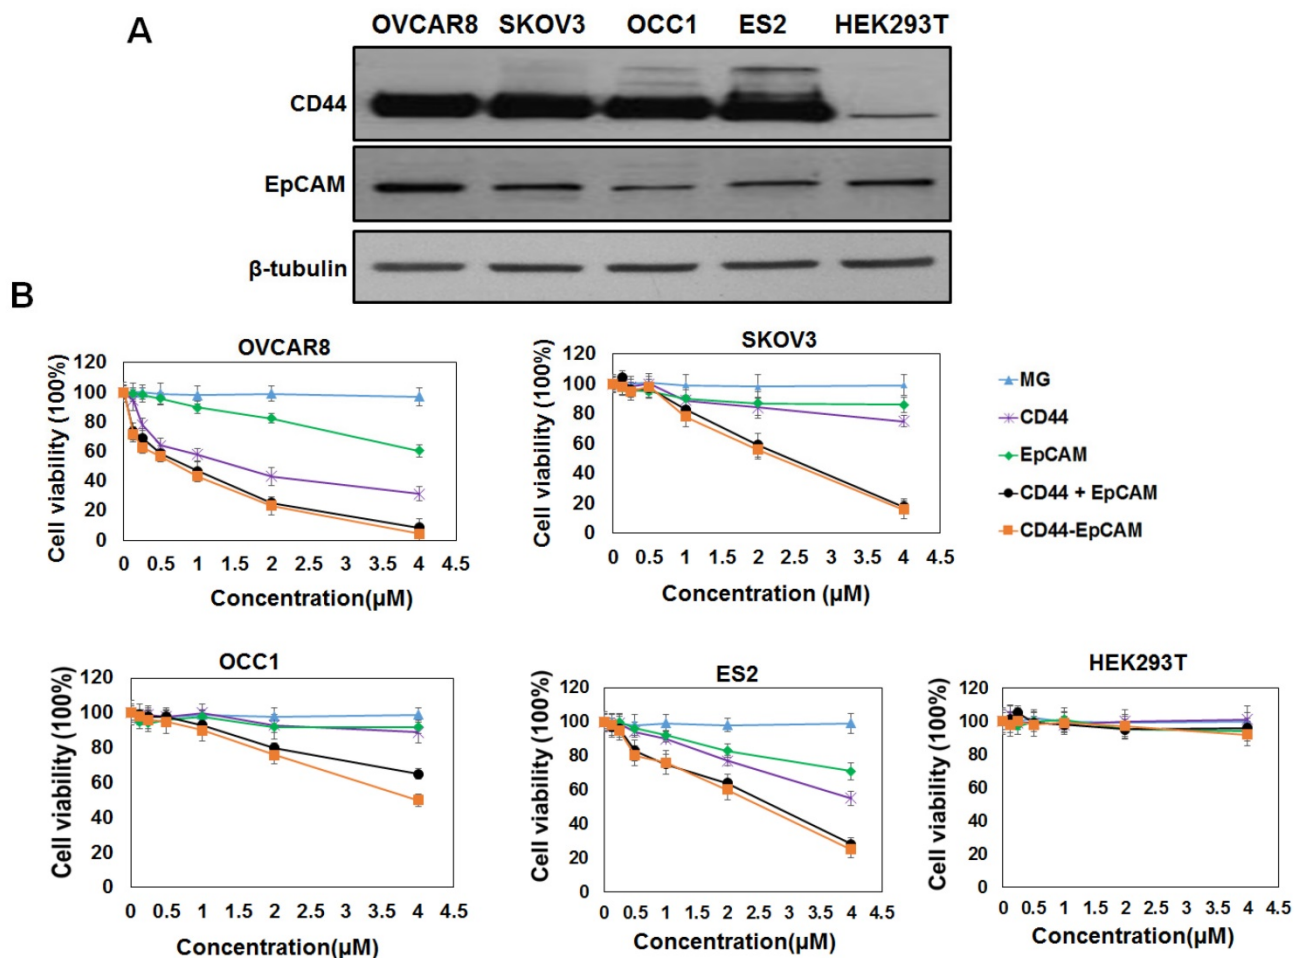 A
OVCAR8 SKOV3 OCC1 ES2 HEK293T
CD44
EpCAM
β-tubulin
B
OVCAR8
Cell viability (100%)
120
100
80
60
40
20
0
0 0.5 1 1.5 2 2.5 3 3.5 4 4.5
Concentration(µM)
SKOV3
Cell viability (100%)
120
100
80
60
40
20
0
0 0.5 1 1.5 2 2.5 3 3.5 4 4.5
Concentration (µM)
MG
CD44
EpCAM
CD44 + EpCAM
CD44-EpCAM
OCC1
Cell viability (100%)
120
100
80
60
40
20
0
0 0.5 1 1.5 2 2.5 3 3.5 4 4.5
Concentration(µM)
ES2
Cell viability (100%)
120
100
80
60
40
20
0
0 0.5 1 1.5 2 2.5 3 3.5 4 4.5
Concentration(µM)
HEK293T
Cell viability (100%)
120
100
80
60
40
20
0
0 0.5 1 1.5 2 2.5 3 3.5 4 4.5
Concentration(µM)